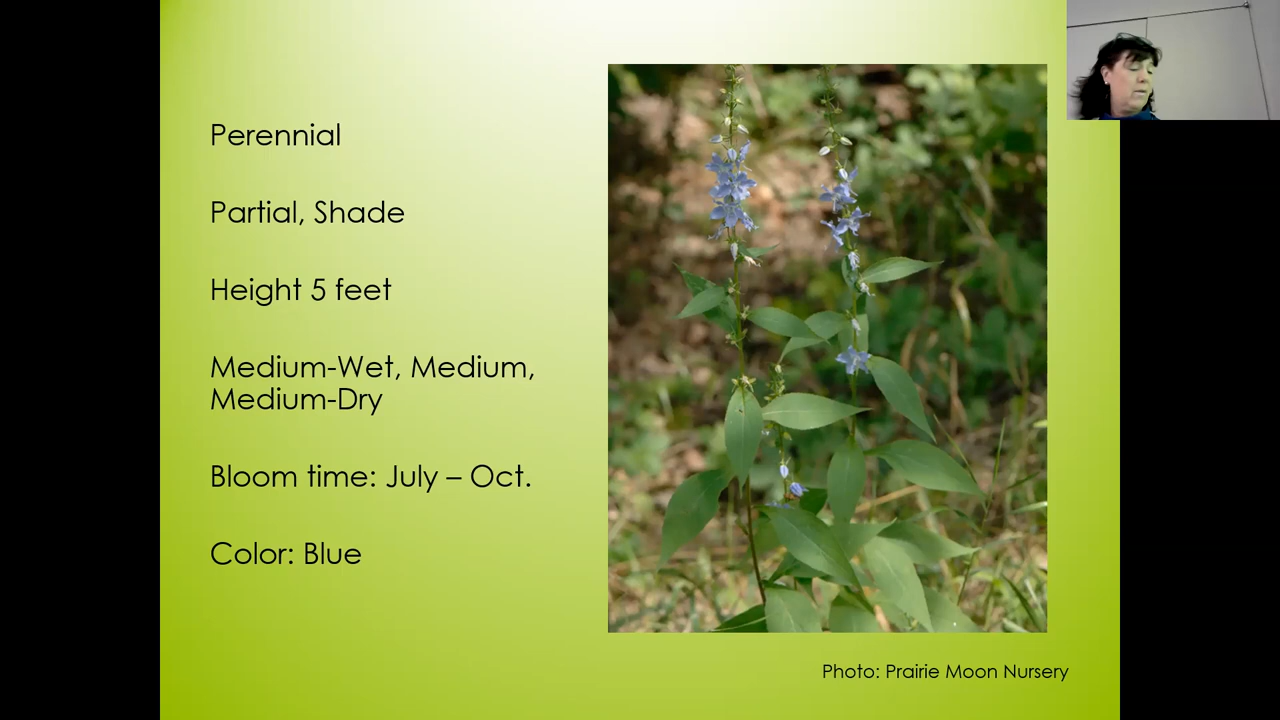 Perennial
Partial, Shade
Height 5 feet
Medium-Wet, Medium,
Medium-Dry
Bloom time: July – Oct.
Color: Blue
Photo: Prairie Moon Nursery